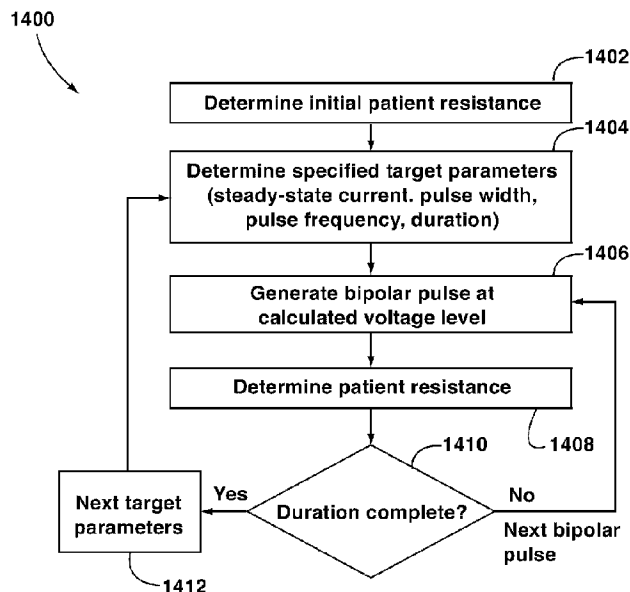 1400
1402
Determine initial patient resistance
1404
Determine specified target parameters
(steady-state current. pulse width,
pulse frequency, duration)
1406
Generate bipolar pulse at
calculated voltage level
Determine patient resistance
1408
1410
Duration complete?
Yes
No
Next bipolar
pulse
Next target
parameters
1412